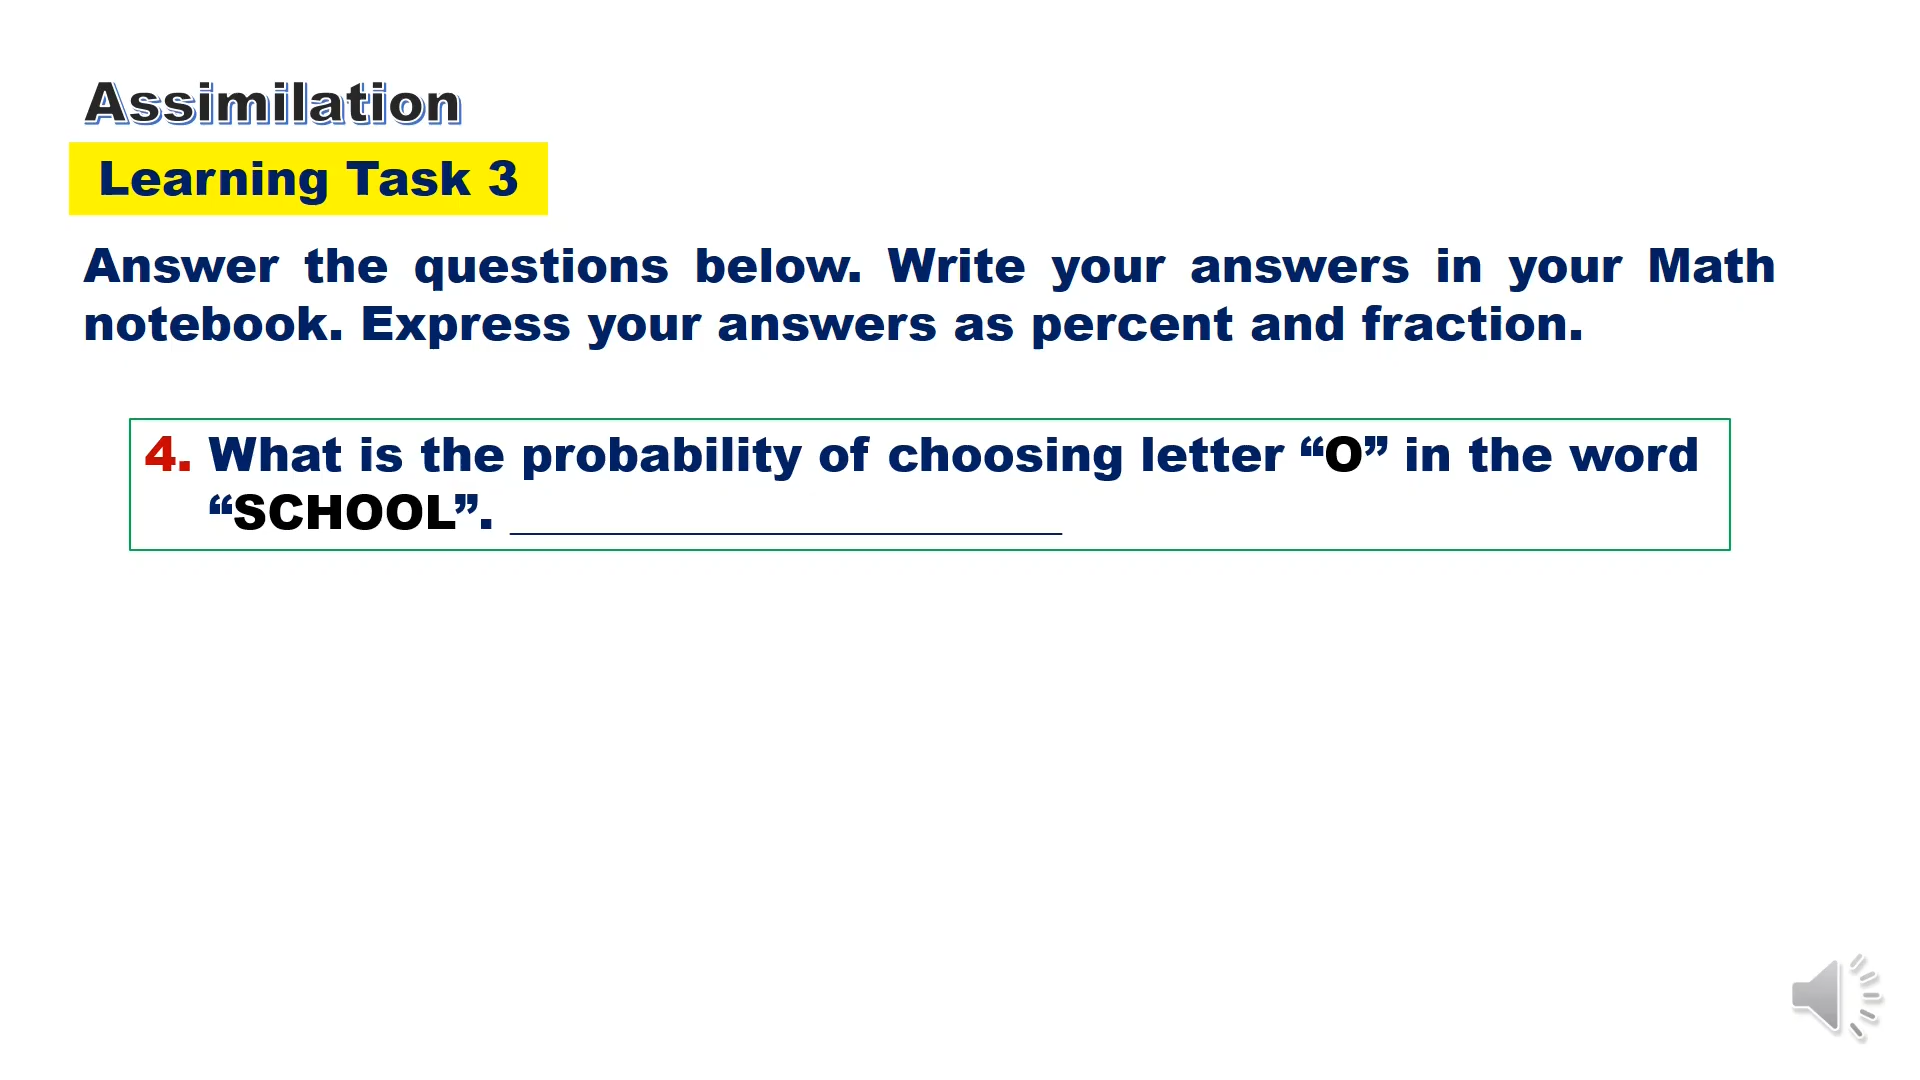 Assimilation
Learning Task 3
Answer the questions below. Write your answers in your Math
notebook. Express your answers as percent and fraction.
4. What is the probability of choosing letter “O” in the word
“SCHOOL”. ______________________